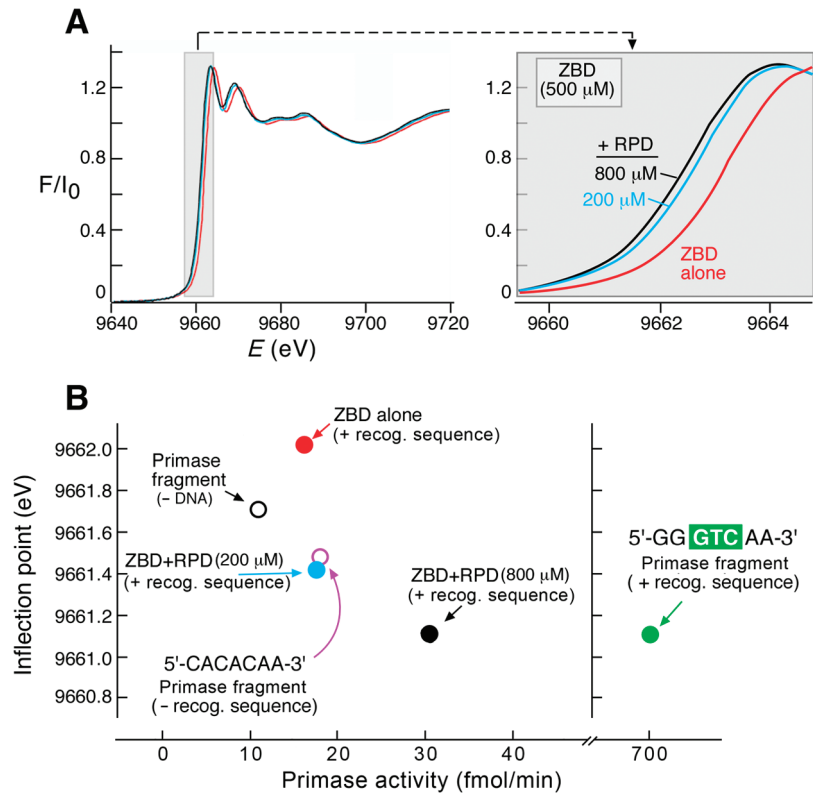 A
1.2
0.8
F/I0
0.4
0
9640
9660
9680
9700
9720
E (eV)
ZBD
(500 µM)
+ RPD
800 µM
200 µM
ZBD
alone
1.2
0.8
0.4
0
9660
9662
9664
B
Inflection point (eV)
9662.0
9661.8
9661.6
9661.4
9661.2
9661.0
9660.8
ZBD alone
(+ recog. sequence)
Primase
fragment
(– DNA)
ZBD+RPD (200 µM)
(+ recog. sequence)
ZBD+RPD (800 µM)
(+ recog. sequence)
5'-CACACAA-3'
Primase fragment
(– recog. sequence)
5'-GG GTC AA-3'
Primase fragment
( + recog. sequence)
0
10
20
30
40
700
Primase activity (fmol/min)